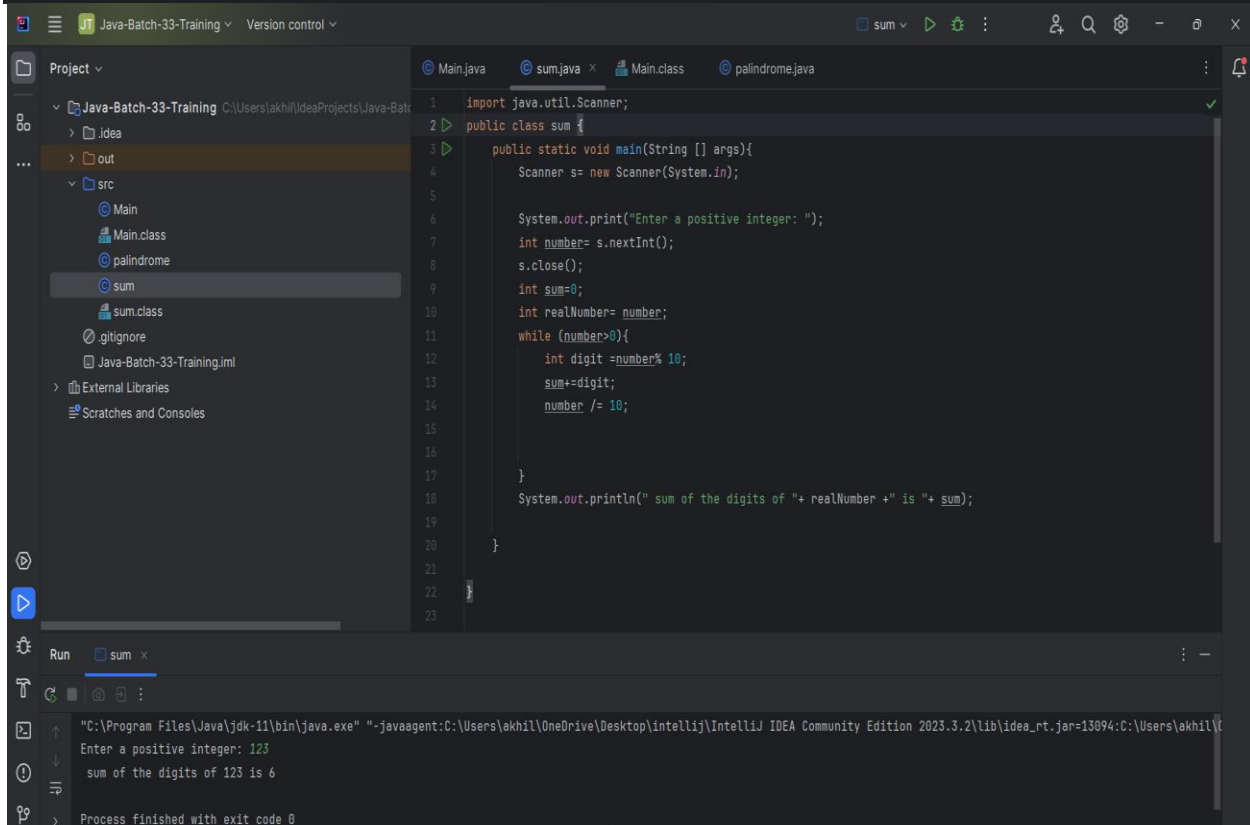 JT Java-Batch-33-Training Version control sum
Project
Main.java sum.java Main.class palindrome.java
Java-Batch-33-Training C:\Users\akhil\IdeaProjects\Java-Batc
.idea
out
src
Main
Main.class
palindrome
sum
sum.class
.gitignore
Java-Batch-33-Training.iml
External Libraries
Scratches and Consoles
1 import java.util.Scanner;
2 public class sum {
3 public static void main(String [] args){
4 Scanner s= new Scanner(System.in);
5
6 System.out.print("Enter a positive integer: ");
7 int number= s.nextInt();
8 s.close();
9 int sum=0;
10 int realNumber= number;
11 while (number>0){
12 int digit =number% 10;
13 sum+=digit;
14 number /= 10;
15
16
17 }
18 System.out.println(" sum of the digits of "+ realNumber +" is "+ sum);
19
20 }
21
22 }
23
Run sum
"C:\Program Files\Java\jdk-11\bin\java.exe" "-javaagent:C:\Users\akhil\OneDrive\Desktop\intellij\IntelliJ IDEA Community Edition 2023.3.2\lib\idea_rt.jar=13094:C:\Users\akhil\
Enter a positive integer: 123
sum of the digits of 123 is 6
Process finished with exit code 0